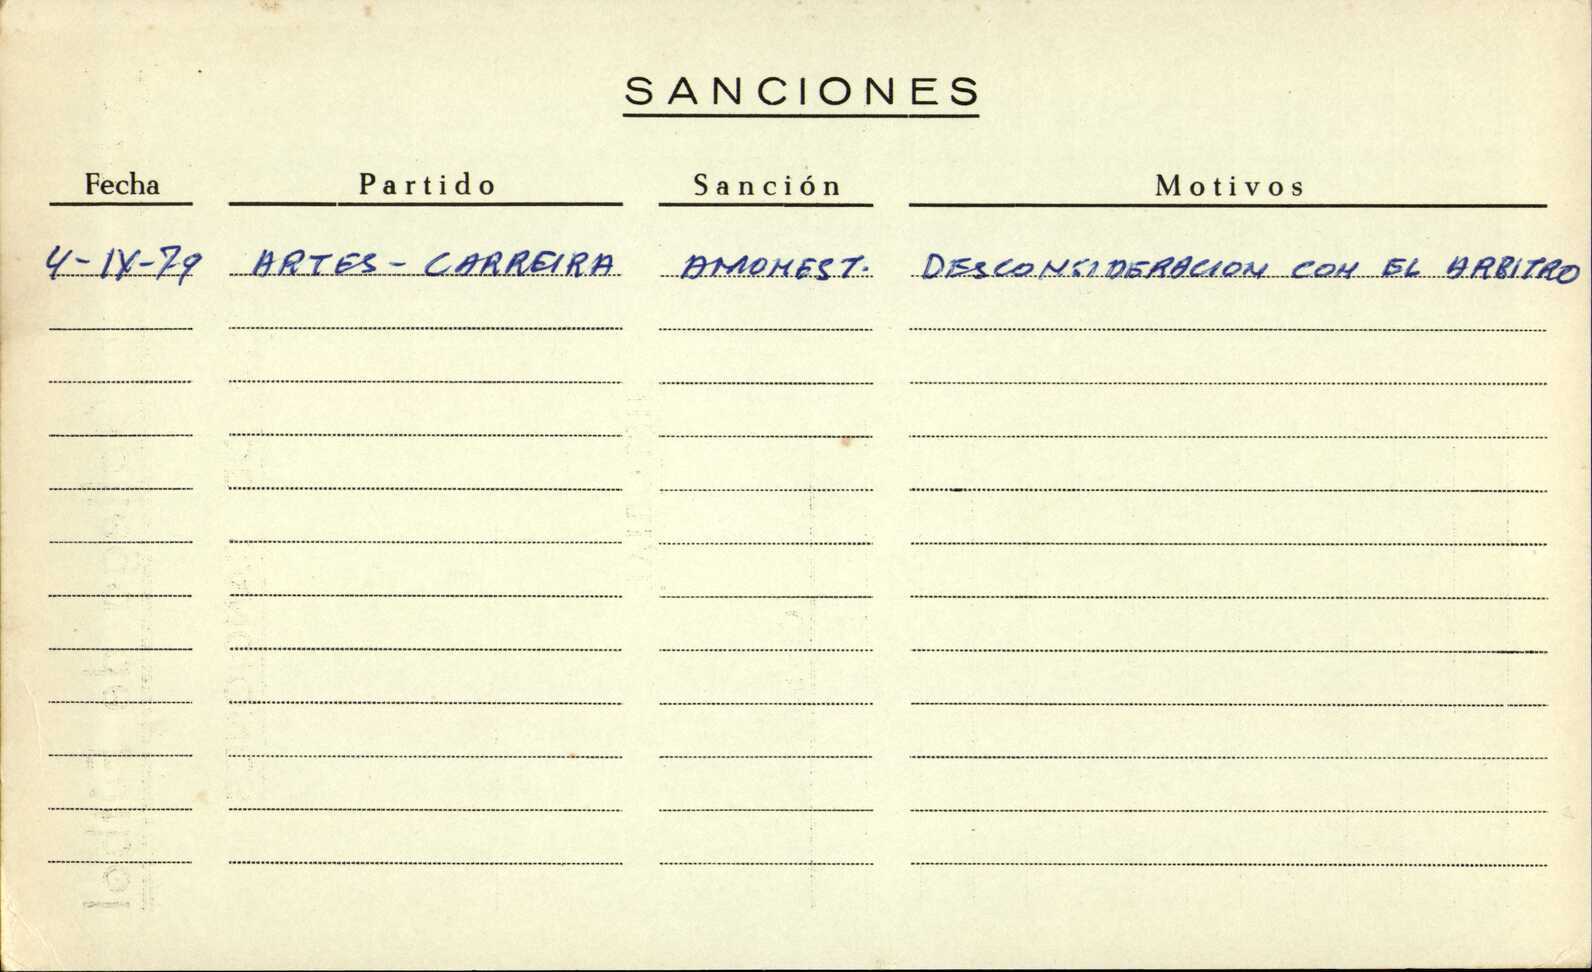 SANCIONES
Fecha Partido Sanción Motivos
4-IX-79 ARTES - CARREIRA AMONEST. DESCONSIDERACION CON EL ARBITRO